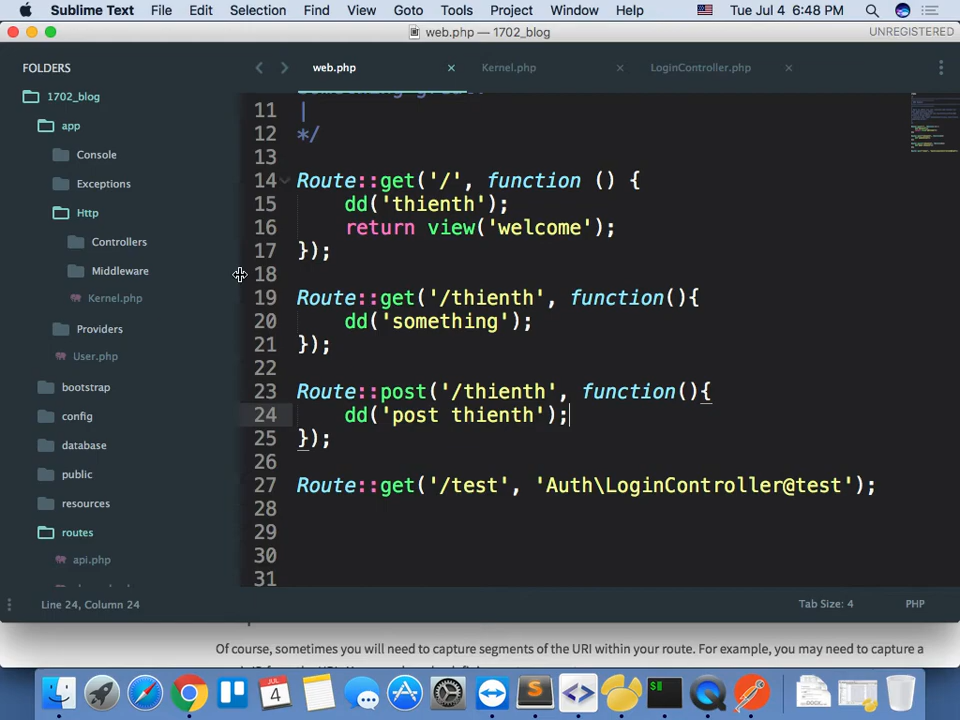 Sublime Text File Edit Selection Find View Goto Tools Project Window Help Tue Jul 4 6:48 PM
web.php — 1702_blog UNREGISTERED
FOLDERS
1702_blog
app
Console
Exceptions
Http
Controllers
Middleware
Kernel.php
Providers
User.php
bootstrap
config
database
public
resources
routes
api.php
web.php Kernel.php LoginController.php
11 |
12 */
13
14 Route::get('/', function () {
15 dd('thienth');
16 return view('welcome');
17 });
18
19 Route::get('/thienth', function(){
20 dd('something');
21 });
22
23 Route::post('/thienth', function(){
24 dd('post thienth');
25 });
26
27 Route::get('/test', 'Auth\LoginController@test');
28
29
30
31
Line 24, Column 24 Tab Size: 4 PHP
Of course, sometimes you will need to capture segments of the URI within your route. For example, you may need to capture a
JUL
4